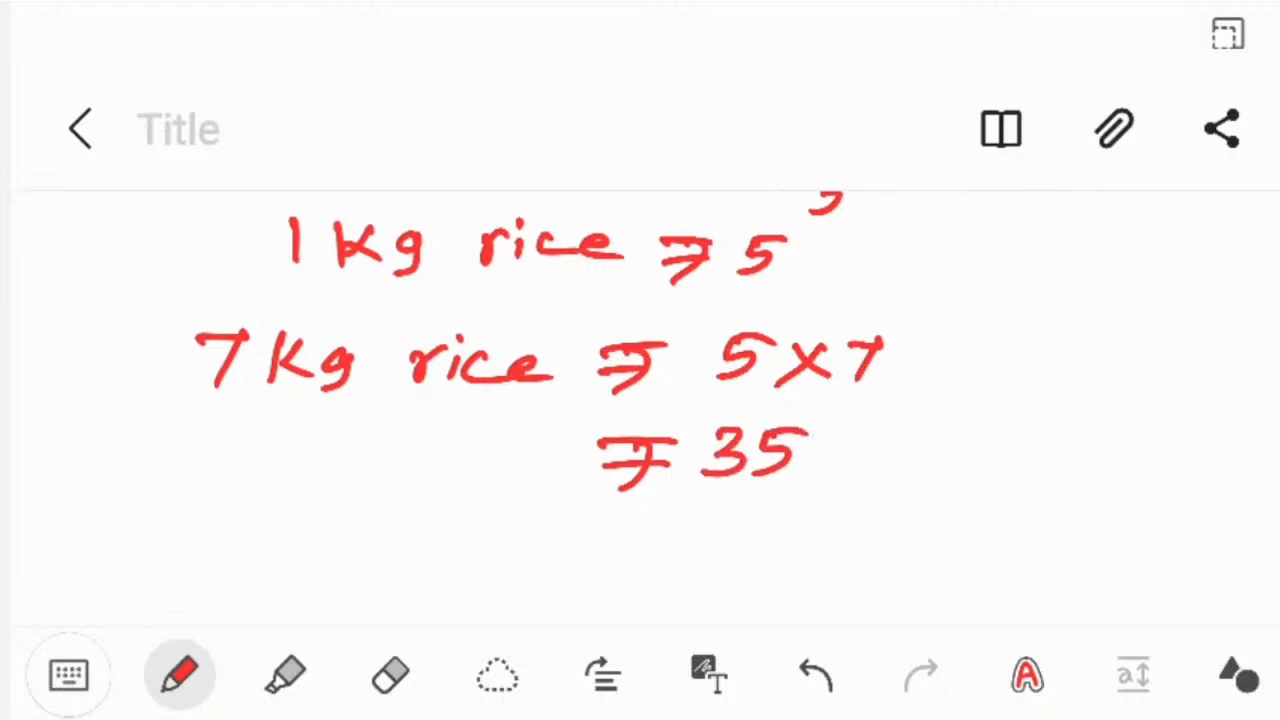 Title
1 Kg rice ⇒ 5
7 Kg rice ⇒ 5×7
⇒ 35